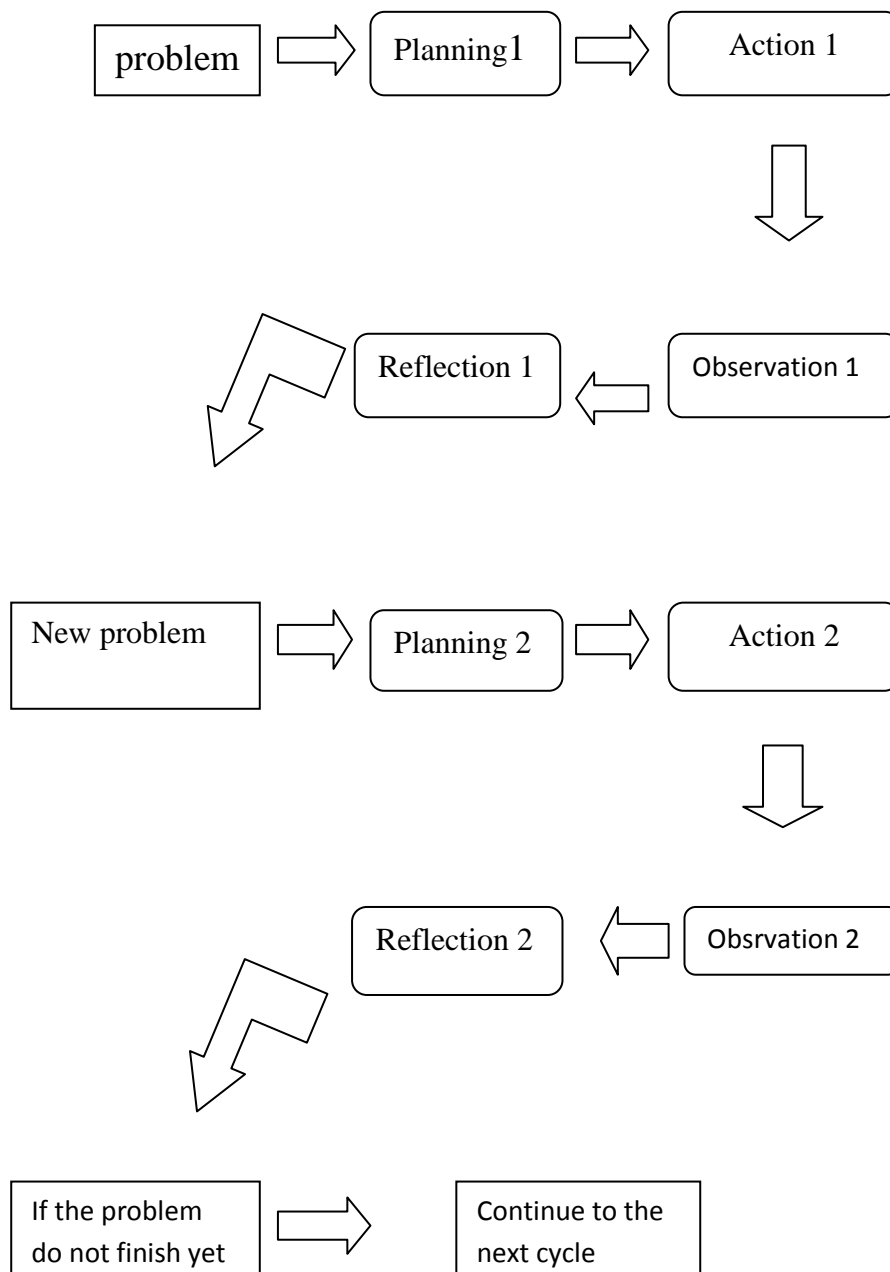 problem
Planning1
Action 1
Observation 1
Reflection 1
New problem
Planning 2
Action 2
Obsrvation 2
Reflection 2
If the problem
do not finish yet
Continue to the
next cycle